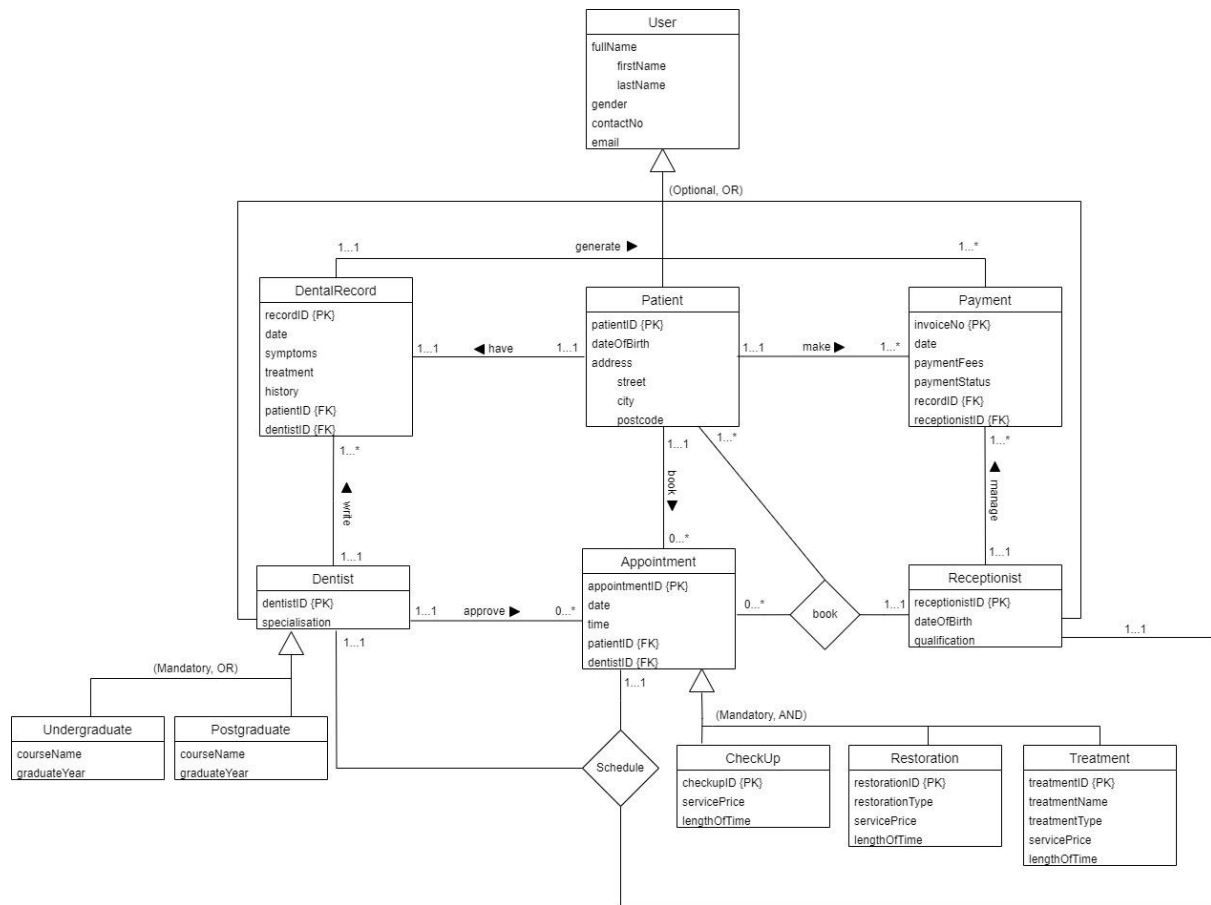 User
fullName
firstName
lastName
gender
contactNo
email
(Optional, OR)
1...1
generate ►
1...*
DentalRecord
recordID {PK}
date
symptoms
treatment
history
patientID {FK}
dentistID {FK}
1...1
◄ have
1...1
Patient
patientID {PK}
dateOfBirth
address
street
city
postcode
1...1
make ►
1...*
Payment
invoiceNo {PK}
date
paymentFees
paymentStatus
recordID {FK}
receptionistID {FK}
1...*
◄ write
1...1
1...1
book ►
0...*
1...*
1...*
◄ manage
1...1
Dentist
dentistID {PK}
specialisation
1...1
approve ►
0...*
Appointment
appointmentID {PK}
date
time
patientID {FK}
dentistID {FK}
0...*
book
1...1
Receptionist
receptionistID {PK}
dateOfBirth
qualification
1...1
1...1
1...1
(Mandatory, OR)
Undergraduate
courseName
graduateYear
Postgraduate
courseName
graduateYear
Schedule
(Mandatory, AND)
CheckUp
checkupID {PK}
servicePrice
lengthOfTime
Restoration
restorationID {PK}
restorationType
servicePrice
lengthOfTime
Treatment
treatmentID {PK}
treatmentName
treatmentType
servicePrice
lengthOfTime